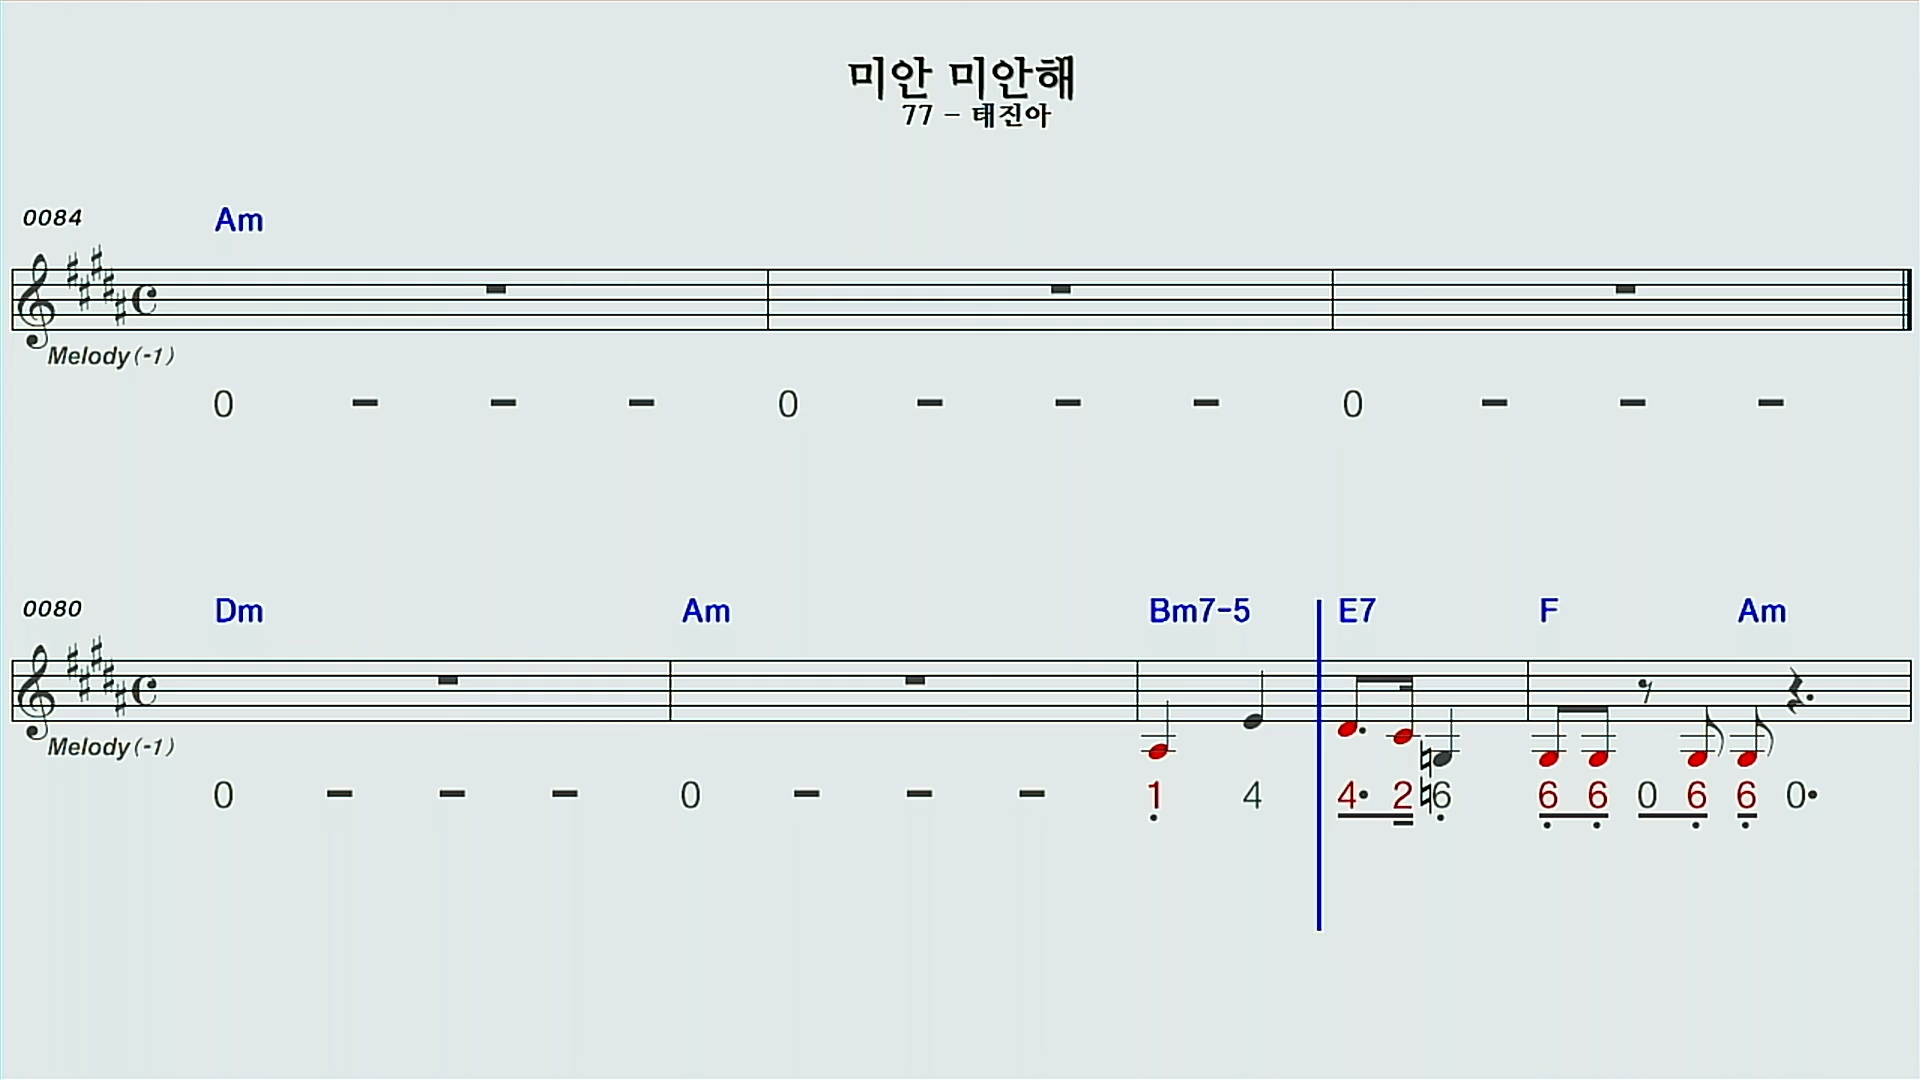 미안 미안해
77 - 태진아
0084 Am
Melody(-1)
0 - - - 0 - - - 0 - - -
0080 Dm Am Bm7-5 E7 F Am
Melody(-1)
0 - - - 0 - - - 1 4 4· 2 ♮6 6 6 0 6 6 0·